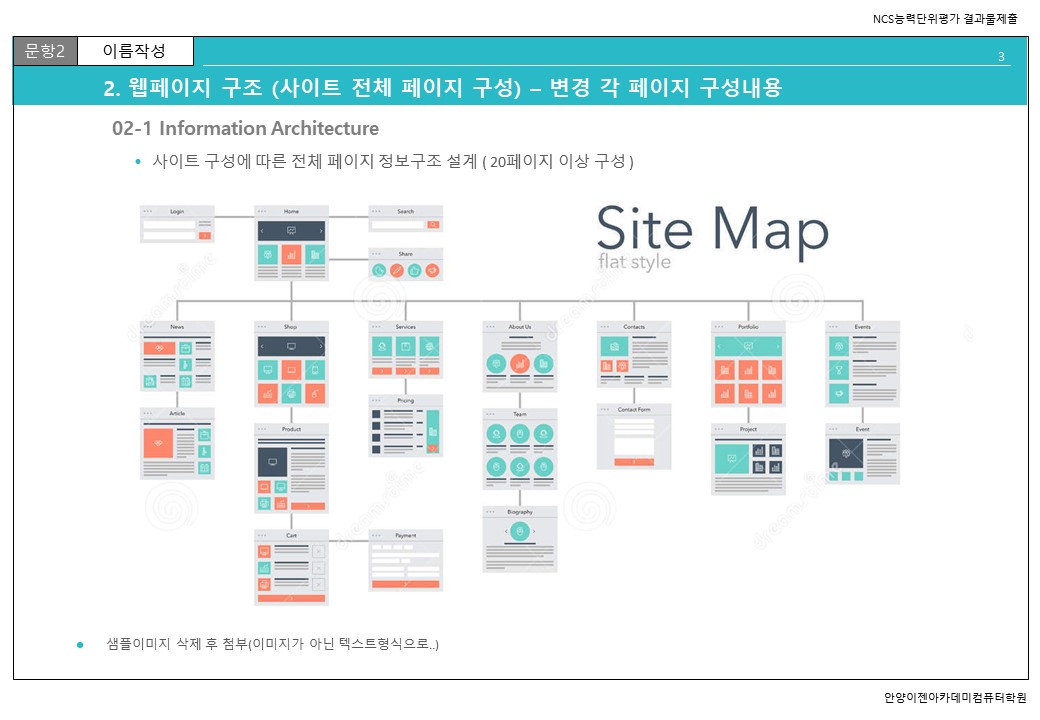 NCS능력단위평가 결과물제출
문항2 이름작성
3
2. 웹페이지 구조 (사이트 전체 페이지 구성) – 변경 각 페이지 구성내용
02-1 Information Architecture
• 사이트 구성에 따른 전체 페이지 정보구조 설계 ( 20페이지 이상 구성 )
Site Map
flat style
Login
Home
Search
Share
News
Shop
Services
About Us
Contacts
Portfolio
Events
Article
Product
Pricing
Team
Contact Form
Project
Event
Cart
Payment
Biography
• 샘플이미지 삭제 후 첨부(이미지가 아닌 텍스트형식으로..)
안양이젠아카데미컴퓨터학원